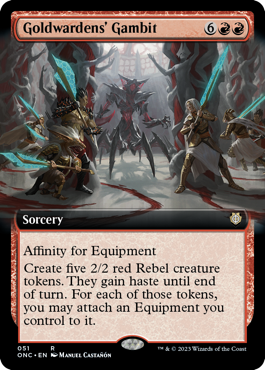 Goldwardens' Gambit 6
Sorcery
Affinity for Equipment
Create five 2/2 red Rebel creature
tokens. They gain haste until end
of turn. For each of those tokens,
you may attach an Equipment you
control to it.
051 R
ONC • EN MANUEL CASTAÑÓN
™ & © 2023 Wizards of the Coast